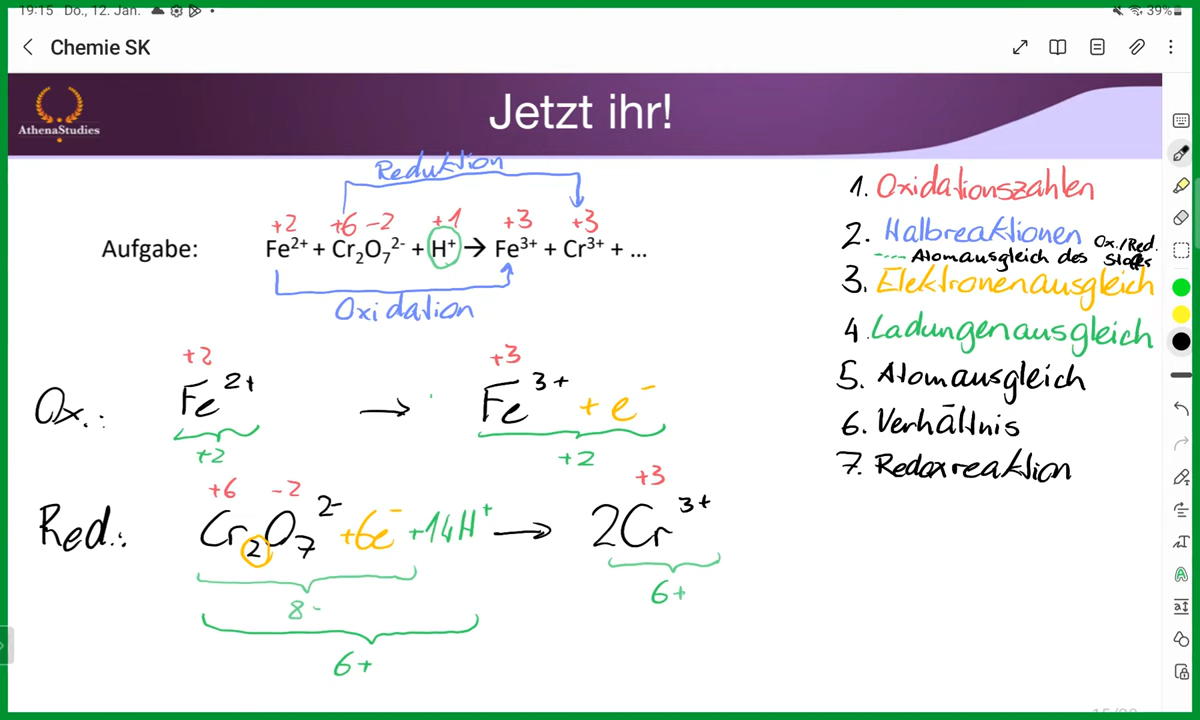 19:15 Do., 12. Jan.
39%
Chemie SK
AthenaStudies
Jetzt ihr!
Reduktion
+2 +6 -2 +1 +3 +3
Aufgabe: Fe²⁺ + Cr₂O₇²⁻ + H⁺ → Fe³⁺ + Cr³⁺ + ...
Oxidation
+2 +3
Ox.: Fe²⁺ → Fe³⁺ + e⁻
+2 +2
+6 -2 +3
Red.: Cr₂O₇²⁻ +6e⁻ +14H⁺ → 2Cr³⁺
8- 6+
6+
1. Oxidationszahlen
2. Halbreaktionen
Atomausgleich des Ox./Red. Stoffes
3. Elektronenausgleich
4. Ladungenausgleich
5. Atomausgleich
6. Verhältnis
7. Redoxreaktion